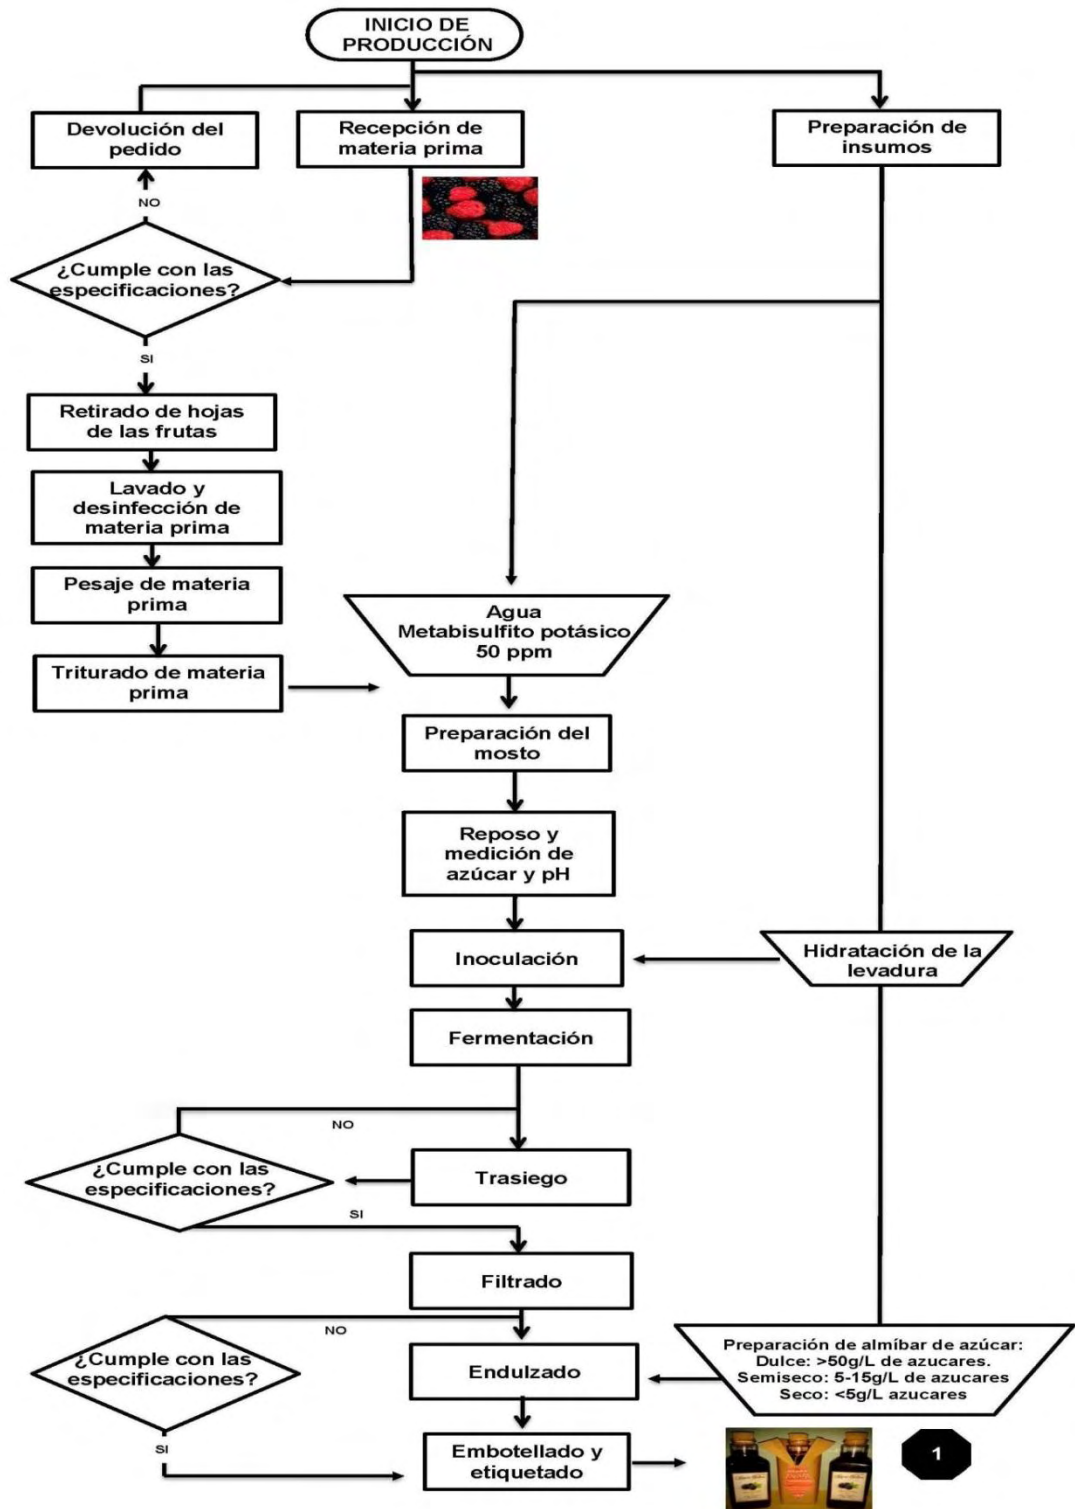 INICIO DE
PRODUCCIÓN
Devolución del
pedido
Recepción de
materia prima
Preparación de
insumos
NO
¿Cumple con las
especificaciones?
SI
Retirado de hojas
de las frutas
Lavado y
desinfección de
materia prima
Pesaje de materia
prima
Triturado de materia
prima
Agua
Metabisulfito potásico
50 ppm
Preparación del
mosto
Reposo y
medición de
azúcar y pH
Inoculación
Hidratación de la
levadura
Fermentación
NO
¿Cumple con las
especificaciones?
Trasiego
SI
Filtrado
NO
¿Cumple con las
especificaciones?
Endulzado
Preparación de almíbar de azúcar:
Dulce: >50g/L de azucares.
Semiseco: 5-15g/L de azucares
Seco: <5g/L azucares
SI
Embotellado y
etiquetado
1